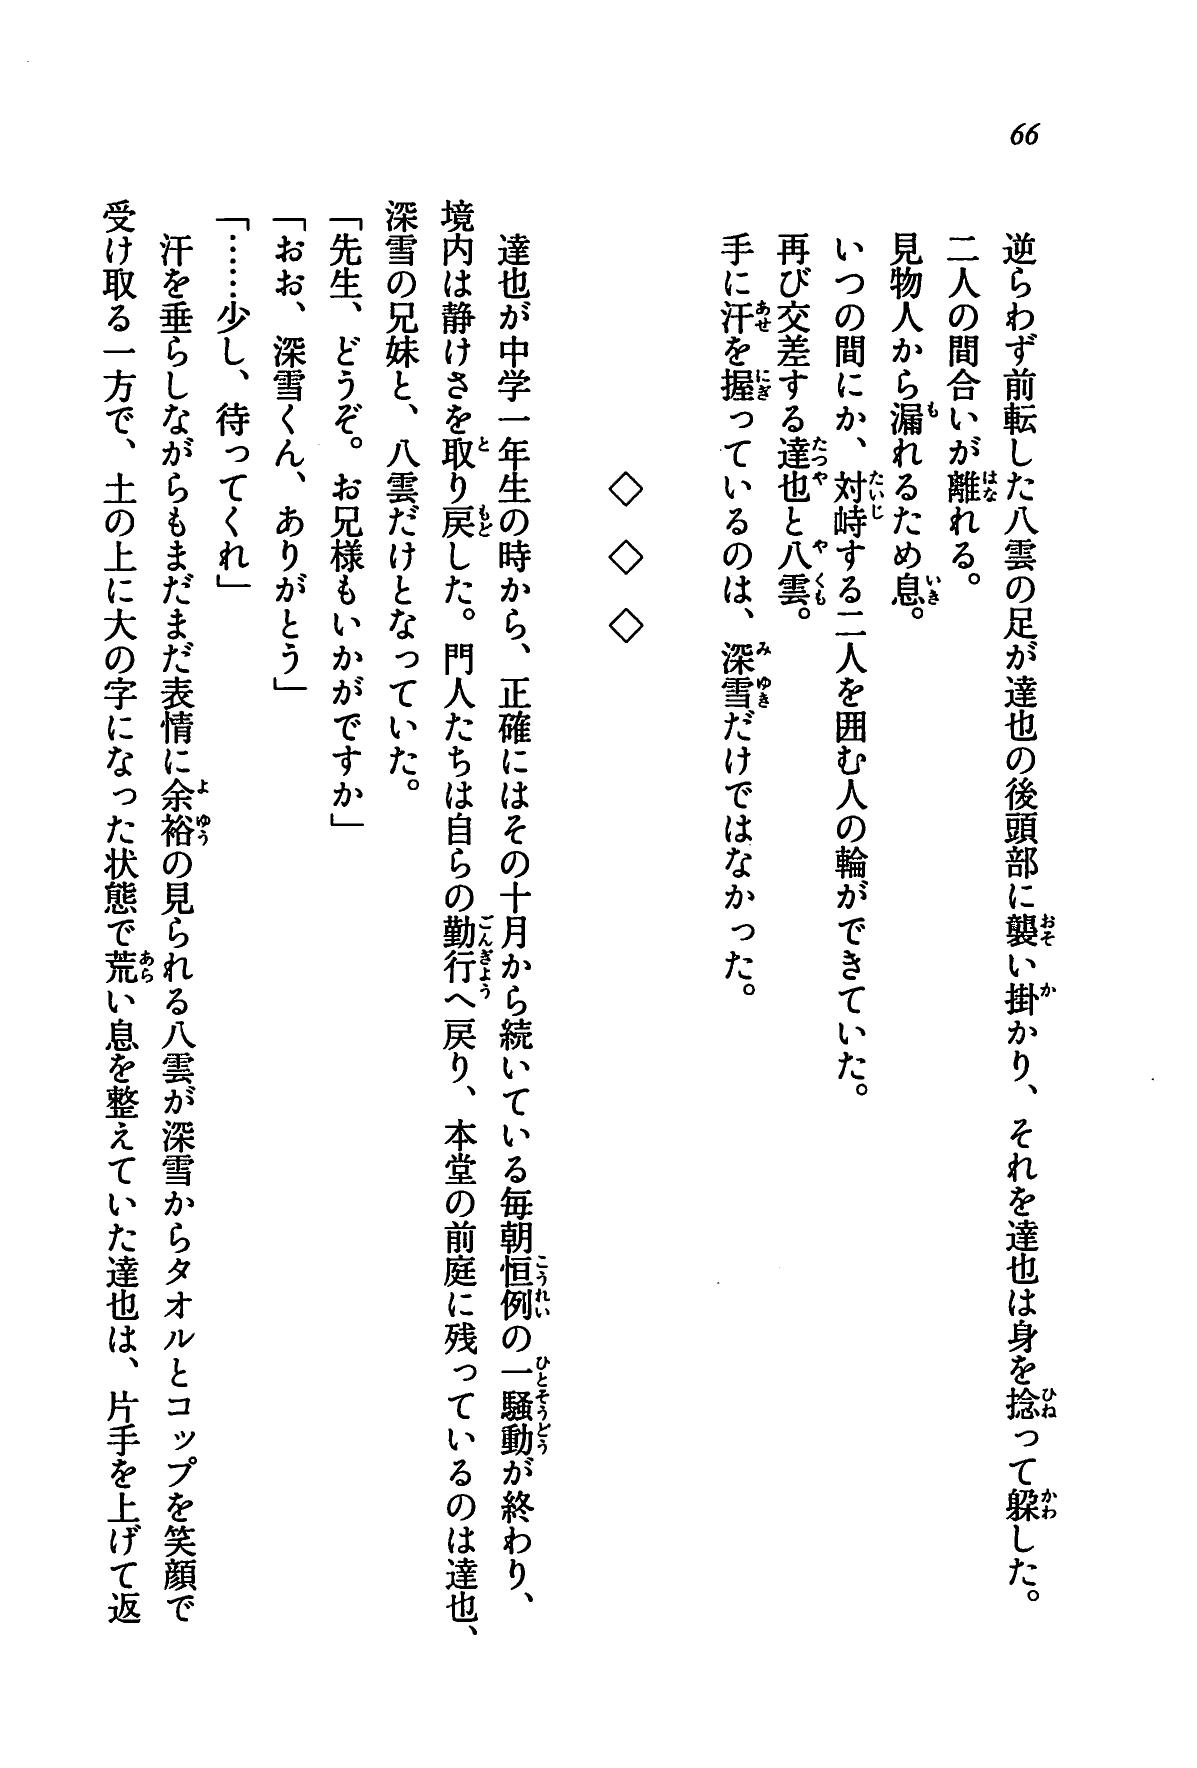 66
逆らわず前転した八雲の足が達也の後頭部に襲い掛かり、それを達也は身を捻って躱した。
二人の間合いが離れる。
見物人から漏れるため息。
いつの間にか、対峙する二人を囲む人の輪ができていた。
再び交差する達也と八雲。
手に汗を握っているのは、深雪だけではなかった。
◇ ◇ ◇
達也が中学一年生の時から、正確にはその十月から続いている毎朝恒例の一騒動が終わり、
境内は静けさを取り戻した。門人たちは自らの勤行へ戻り、本堂の前庭に残っているのは達也、
深雪の兄妹と、八雲だけとなっていた。
「先生、どうぞ。お兄様もいかがですか」
「おお、深雪くん、ありがとう」
「……少し、待ってくれ」
汗を垂らしながらもまだまだ表情に余裕の見られる八雲が深雪からタオルとコップを笑顔で
受け取る一方で、土の上に大の字になった状態で荒い息を整えていた達也は、片手を上げて返